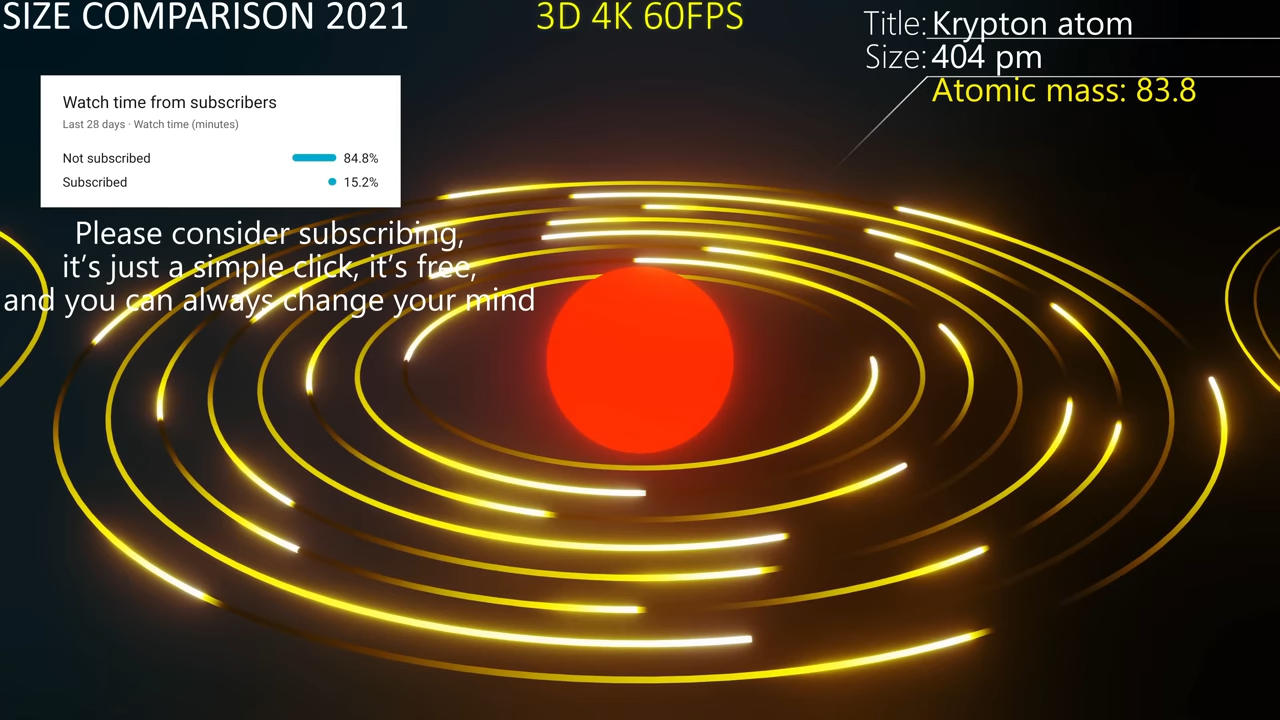 SIZE COMPARISON 2021
3D 4K 60FPS
Title: Krypton atom
Size: 404 pm
Atomic mass: 83.8
Watch time from subscribers
Last 28 days · Watch time (minutes)
Not subscribed 84.8%
Subscribed 15.2%
Please consider subscribing,
it's just a simple click, it's free,
and you can always change your mind